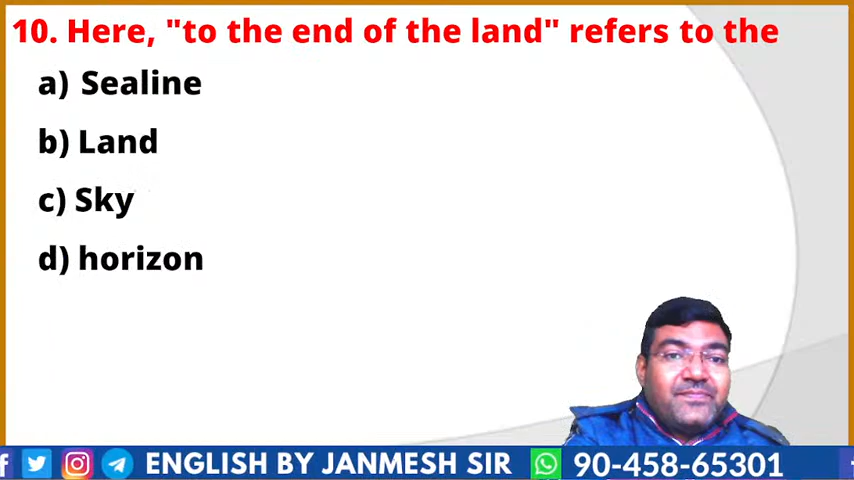 10. Here, "to the end of the land" refers to the
a) Sealine
b) Land
c) Sky
d) horizon
ENGLISH BY JANMESH SIR 90-458-65301